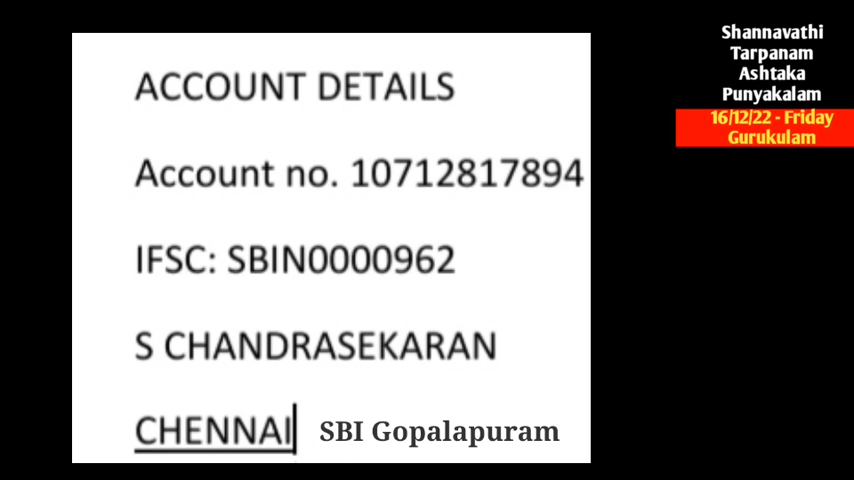 ACCOUNT DETAILS
Account no. 10712817894
IFSC: SBIN0000962
S CHANDRASEKARAN
CHENNAI SBI Gopalapuram
Shannavathi
Tarpanam
Ashtaka
Punyakalam
16/12/22 - Friday
Gurukulam